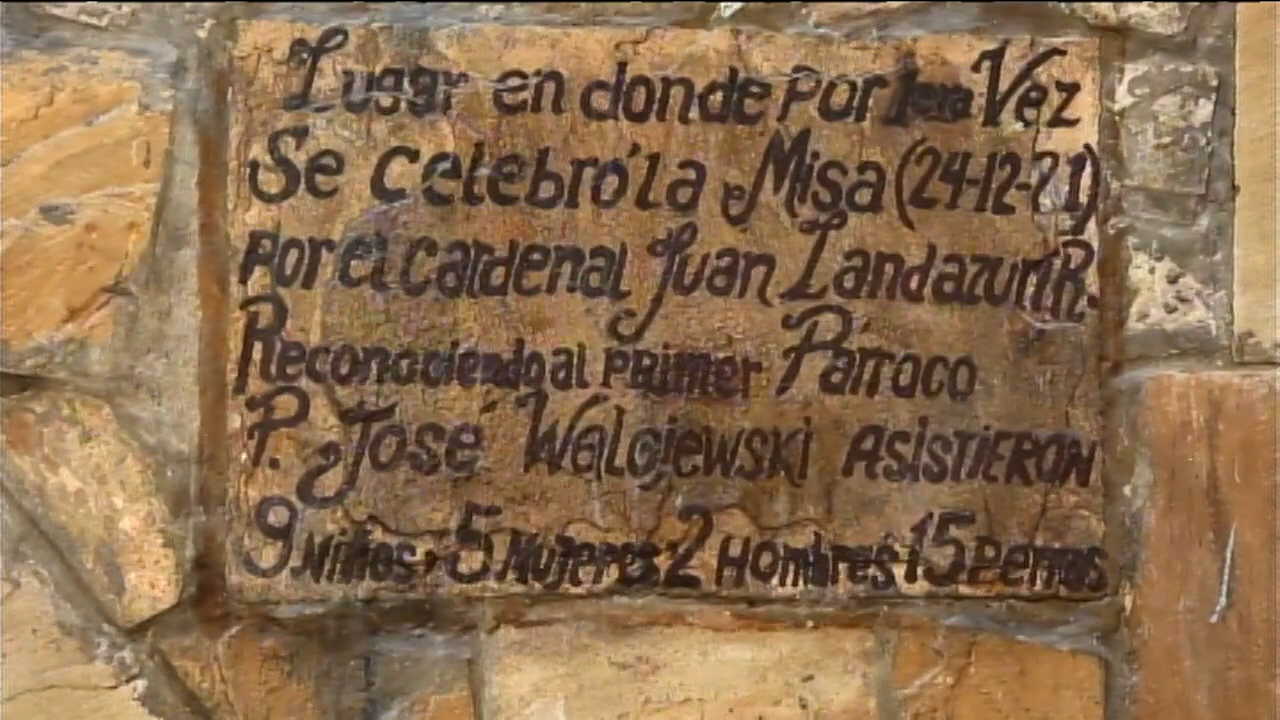 Lugar en donde Por 1era Vez
Se celebró la Misa (24-12-71)
Por el Cardenal Juan Landazuri R.
Reconociendo al PRimer Párroco
P. José Walojewski ASISTIERON
9 Niños, 5 Mujeres, 2 Hombres, 15 Perros